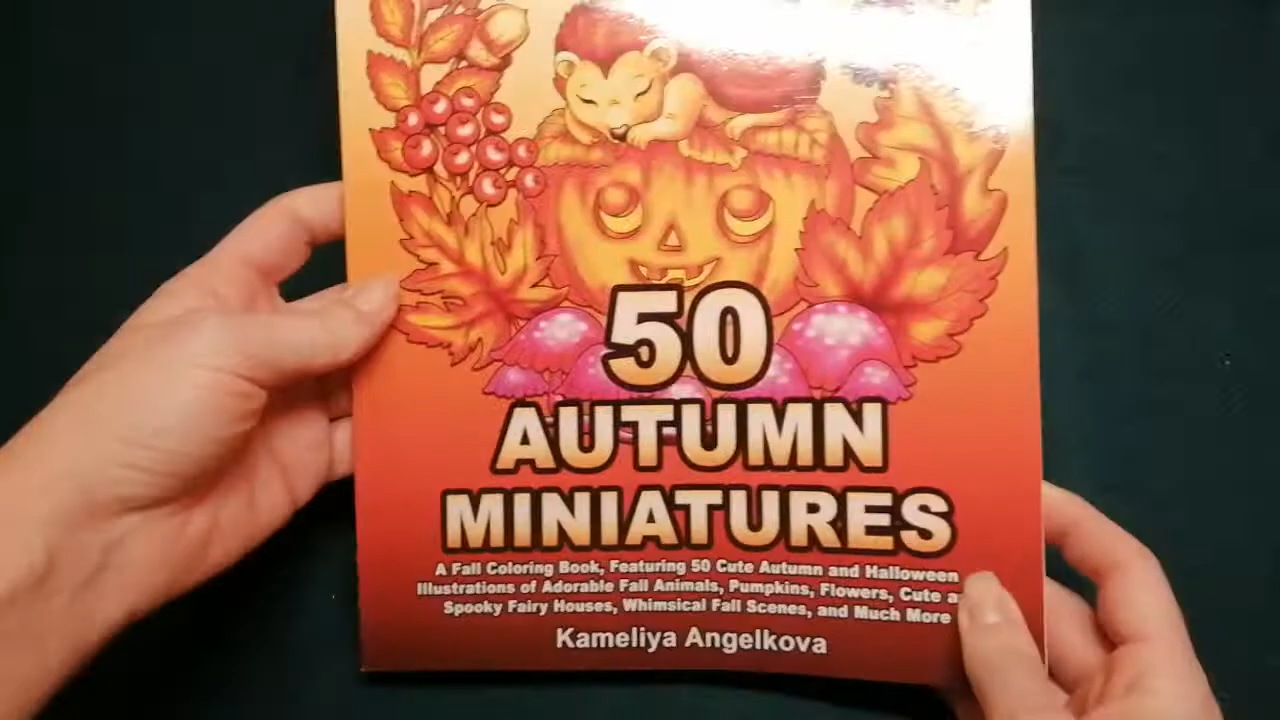 50
AUTUMN
MINIATURES
A Fall Coloring Book, Featuring 50 Cute Autumn and Halloween
Illustrations of Adorable Fall Animals, Pumpkins, Flowers, Cute
Spooky Fairy Houses, Whimsical Fall Scenes, and Much More
Kameliya Angelkova